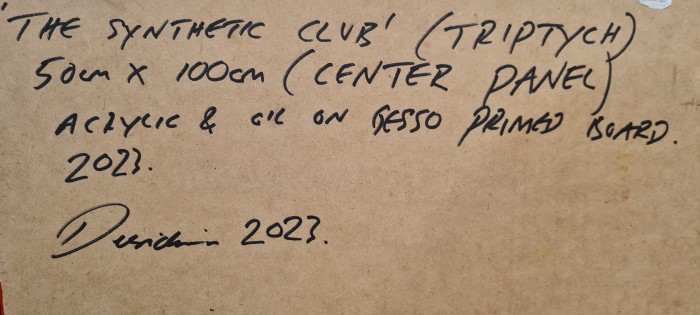 'THE SYNTHETIC CLUB' (TRIPTYCH)
50cm X 100cm (CENTER PANEL)
ACRYLIC & OIL ON GESSO PRIMED BOARD.
2023.
2023.